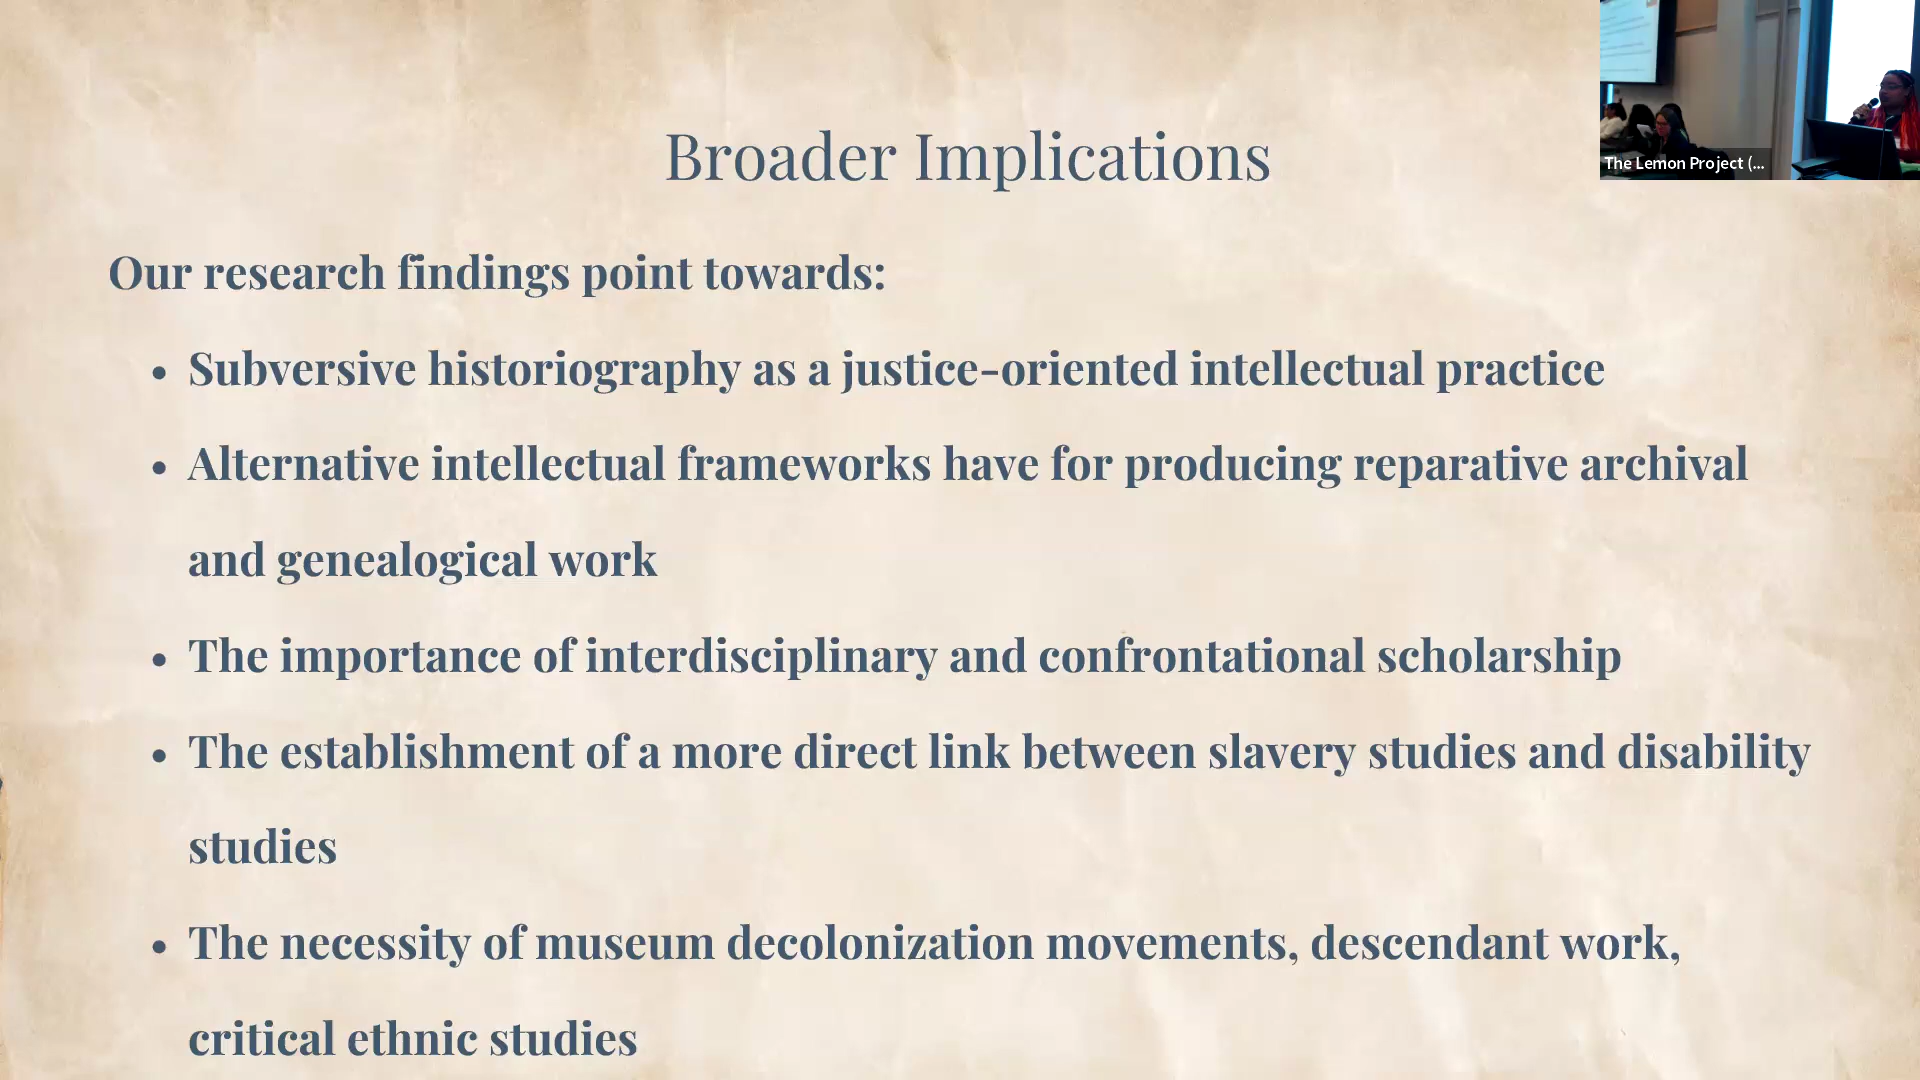 Broader Implications
The Lemon Project (...
Our research findings point towards:
• Subversive historiography as a justice-oriented intellectual practice
• Alternative intellectual frameworks have for producing reparative archival
and genealogical work
• The importance of interdisciplinary and confrontational scholarship
• The establishment of a more direct link between slavery studies and disability
studies
• The necessity of museum decolonization movements, descendant work,
critical ethnic studies